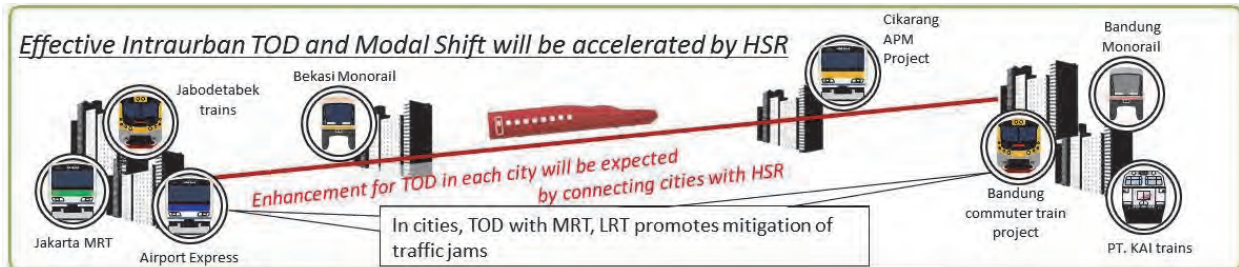 Effective Intraurban TOD and Modal Shift will be accelerated by HSR
Jabodetabek
trains
Bekasi Monorail
Cikarang
APM
Project
Bandung
Monorail
Jakarta MRT
Airport Express
Enhancement for TOD in each city will be expected
by connecting cities with HSR
In cities, TOD with MRT, LRT promotes mitigation of
traffic jams
Bandung
commuter train
project
PT. KAI trains